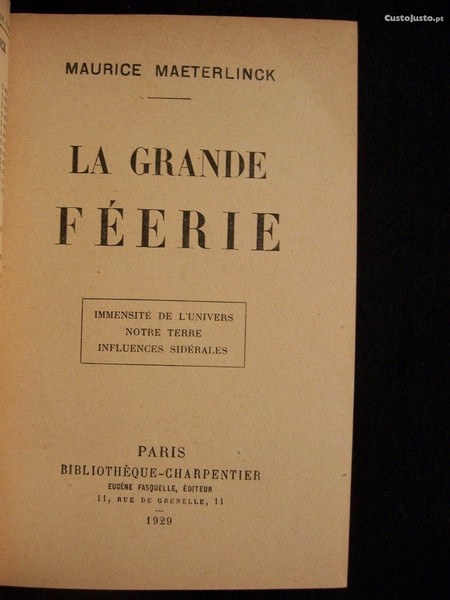 CustoJusto.pt
MAURICE MAETERLINCK
LA GRANDE
FÉERIE
IMMENSITÉ DE L'UNIVERS
NOTRE TERRE
INFLUENCES SIDÉRALES
PARIS
BIBLIOTHÈQUE-CHARPENTIER
EUGÈNE FASQUELLE, ÉDITEUR
11, RUE DE GRENELLE, 11
1929